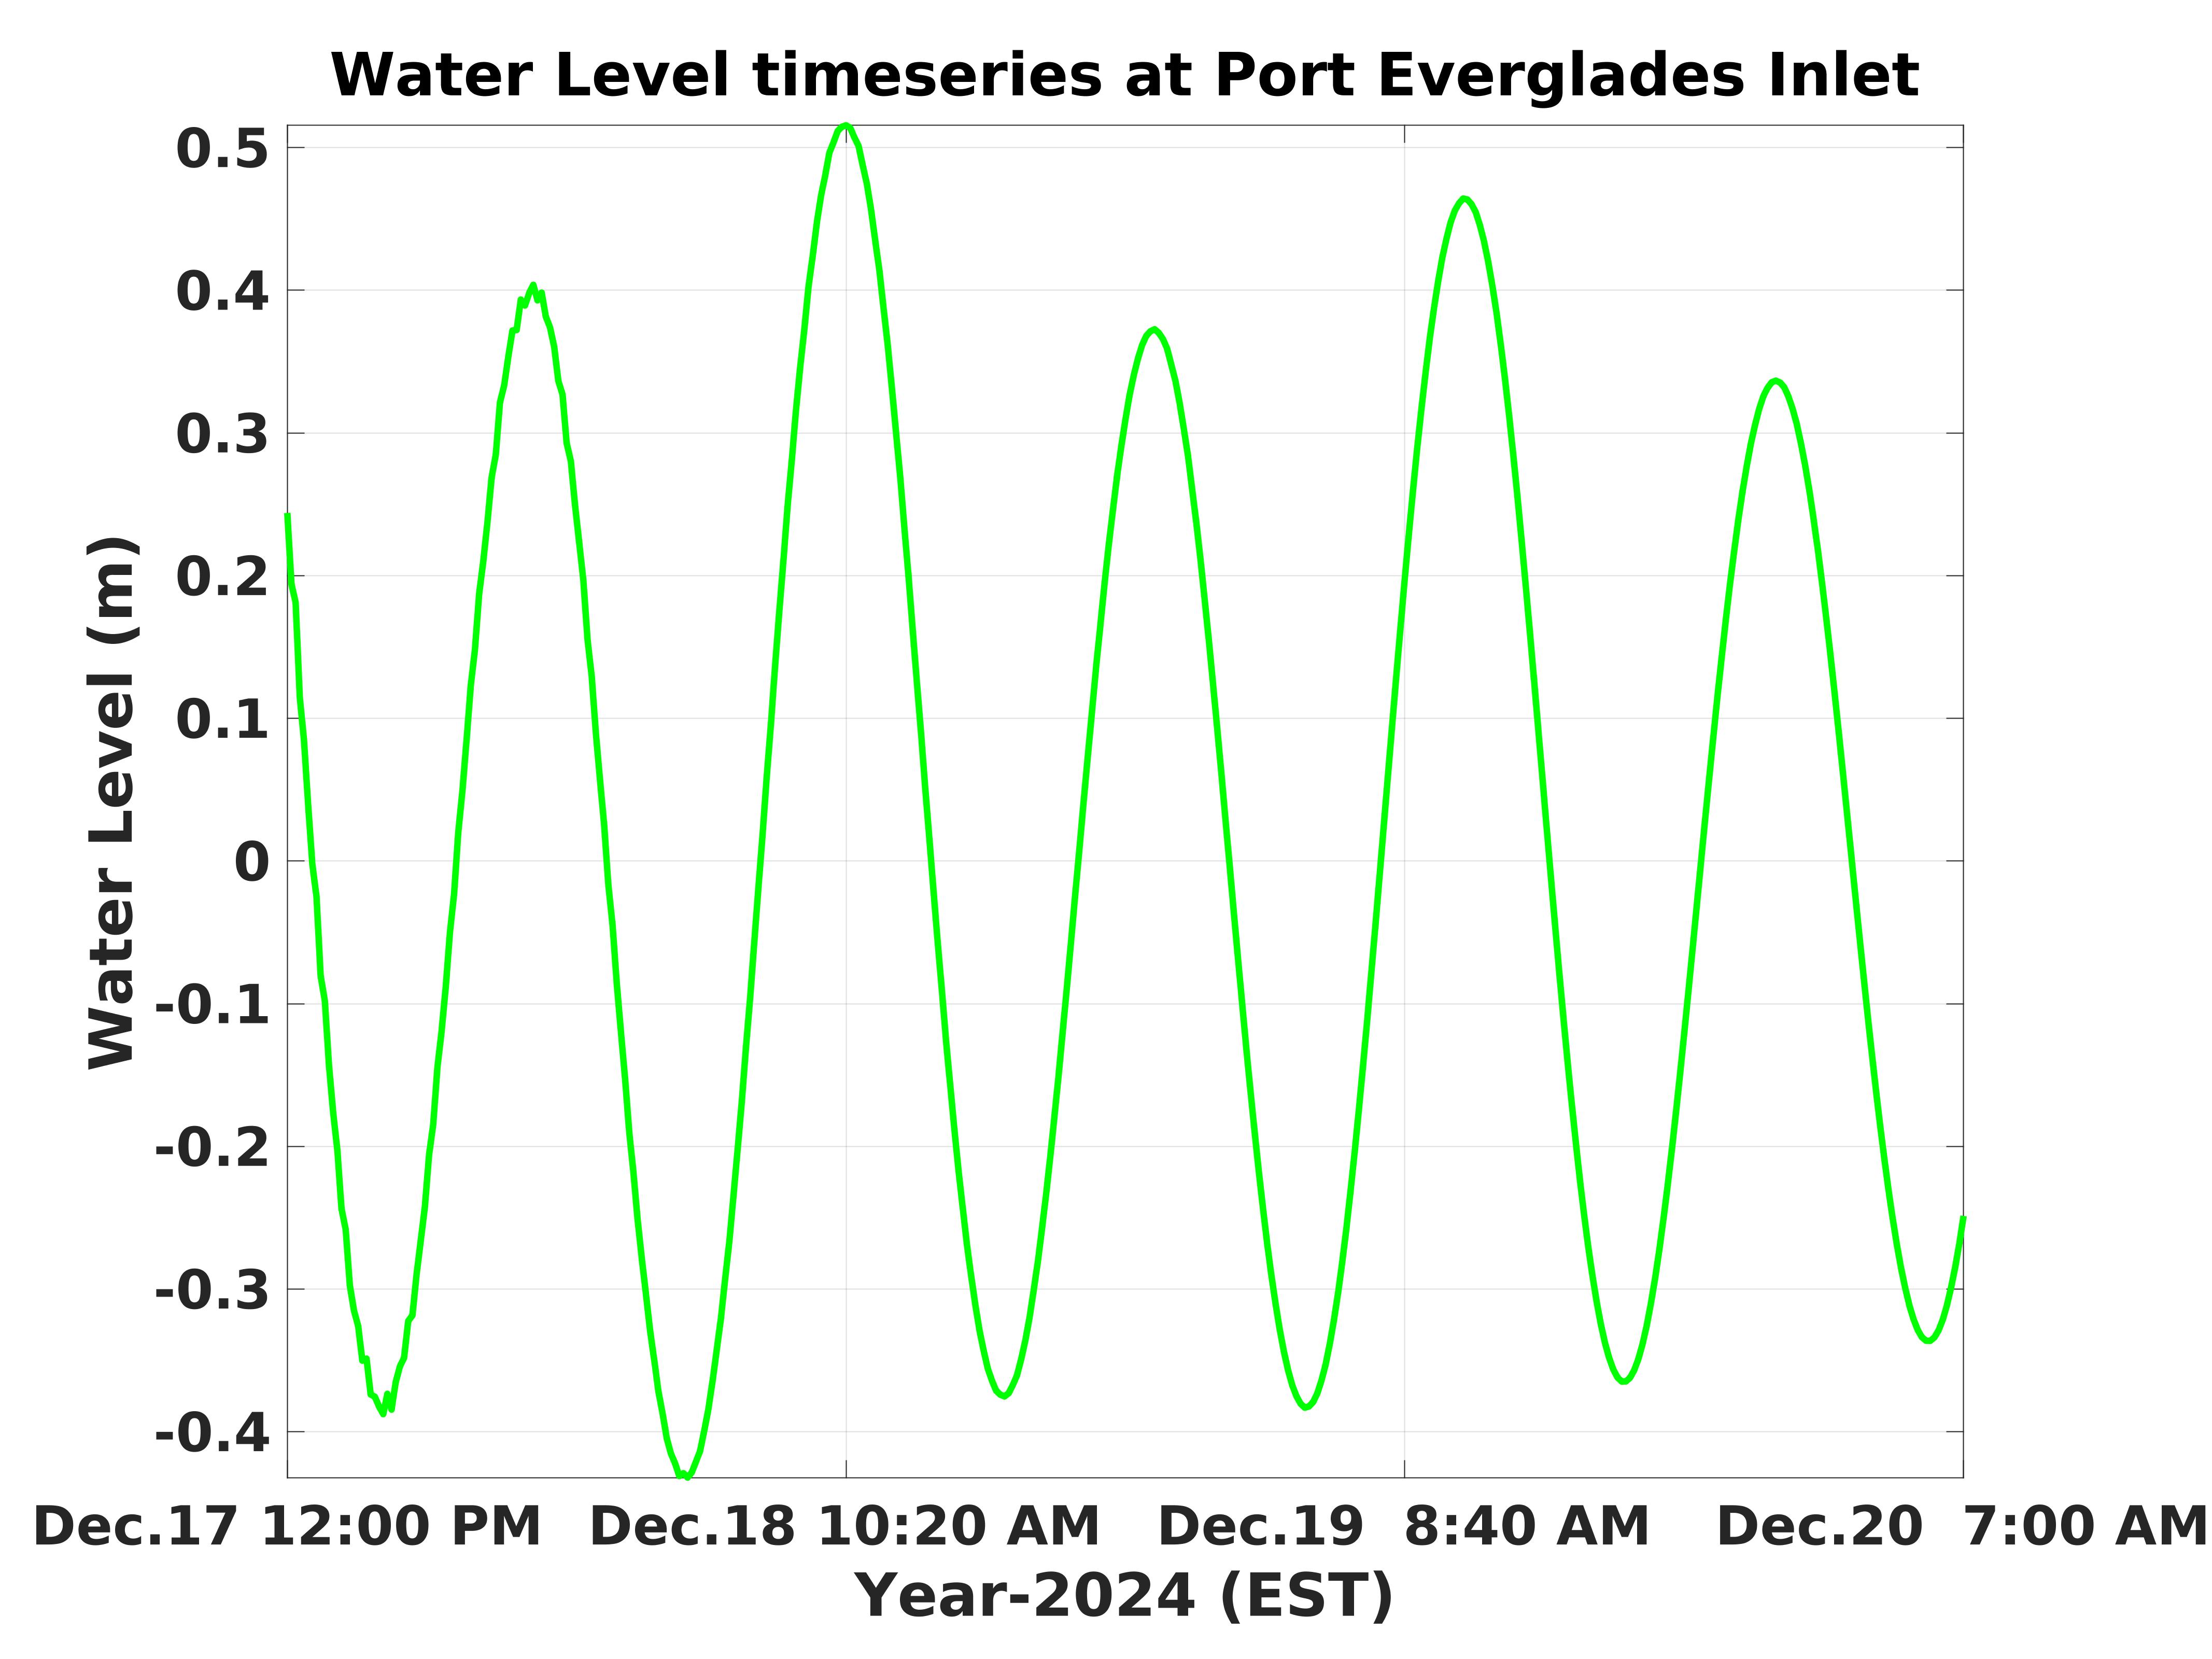 Water Level timeseries at Port Everglades Inlet
0.5
0.4
0.3
0.2
0.1
0
-0.1
-0.2
-0.3
-0.4
Water Level (m)
Dec.17 12:00 PM Dec.18 10:20 AM Dec.19 8:40 AM Dec.20 7:00 AM
Year-2024 (EST)